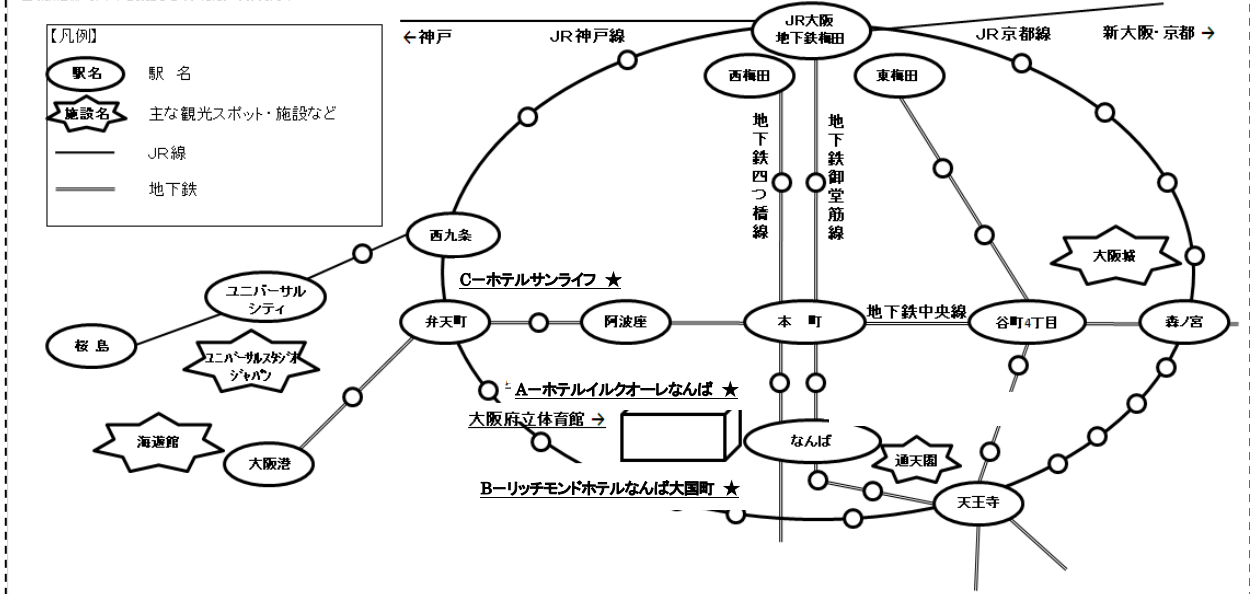 【凡例】
駅名
駅 名
施設名
主な観光スポット・施設など
JR線
地下鉄
←神戸
JR神戸線
JR大阪
地下鉄梅田
JR京都線
新大阪・京都 →
西梅田
東梅田
地下鉄四つ橋線
地下鉄御堂筋線
西九条
大阪城
C-ホテルサンライフ ★
ユニバーサル
シティ
弁天町
阿波座
本 町
地下鉄中央線
谷町4丁目
森ノ宮
桜 島
ユニバーサルスタジオ
ジャパン
A-ホテルイルクオーレなんば ★
大阪府立体育館 →
海遊館
大阪港
なんば
通天閣
B-リッチモンドホテルなんば大国町 ★
天王寺